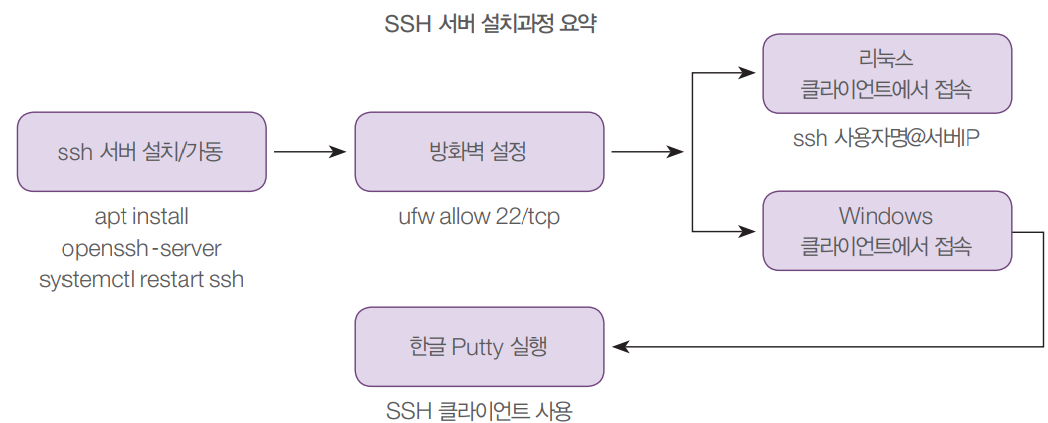 SSH 서버 설치과정 요약
ssh 서버 설치/가동
apt install
openssh-server
systemctl restart ssh
방화벽 설정
ufw allow 22/tcp
리눅스
클라이언트에서 접속
ssh 사용자명@서버IP
Windows
클라이언트에서 접속
한글 Putty 실행
SSH 클라이언트 사용